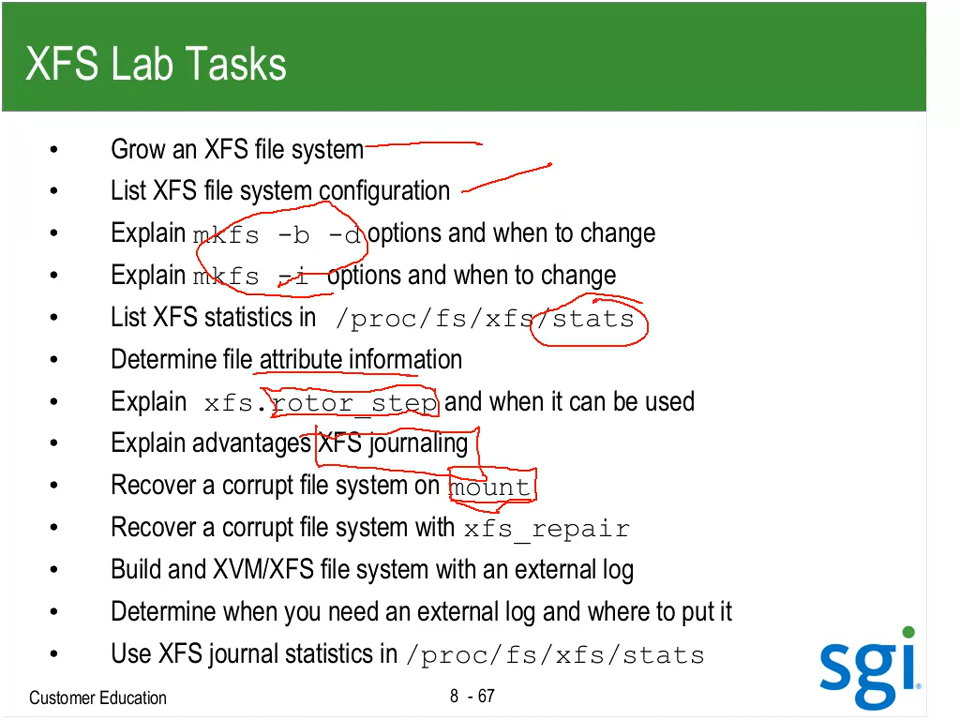 XFS Lab Tasks
• Grow an XFS file system
• List XFS file system configuration
• Explain mkfs -b -d options and when to change
• Explain mkfs -i options and when to change
• List XFS statistics in /proc/fs/xfs/stats
• Determine file attribute information
• Explain xfs.rotor_step and when it can be used
• Explain advantages XFS journaling
• Recover a corrupt file system on mount
• Recover a corrupt file system with xfs_repair
• Build and XVM/XFS file system with an external log
• Determine when you need an external log and where to put it
• Use XFS journal statistics in /proc/fs/xfs/stats
sgi®
Customer Education 8 - 67